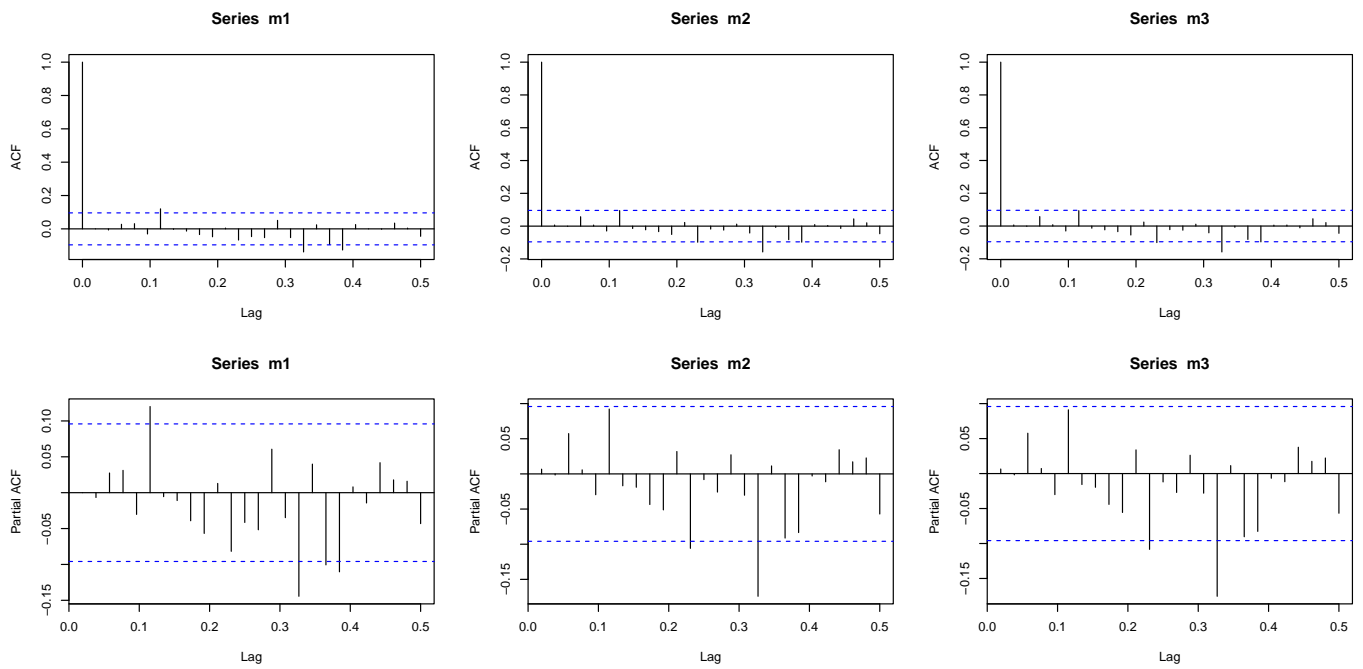 Series m1
ACF
0.0 0.2 0.4 0.6 0.8 1.0
0.0 0.1 0.2 0.3 0.4 0.5
Lag
Series m2
ACF
−0.2 0.0 0.2 0.4 0.6 0.8 1.0
0.0 0.1 0.2 0.3 0.4 0.5
Lag
Series m3
ACF
−0.2 0.0 0.2 0.4 0.6 0.8 1.0
0.0 0.1 0.2 0.3 0.4 0.5
Lag
Series m1
Partial ACF
−0.15 −0.05 0.05 0.10
0.0 0.1 0.2 0.3 0.4 0.5
Lag
Series m2
Partial ACF
−0.15 −0.05 0.05
0.0 0.1 0.2 0.3 0.4 0.5
Lag
Series m3
Partial ACF
−0.15 −0.05 0.05
0.0 0.1 0.2 0.3 0.4 0.5
Lag